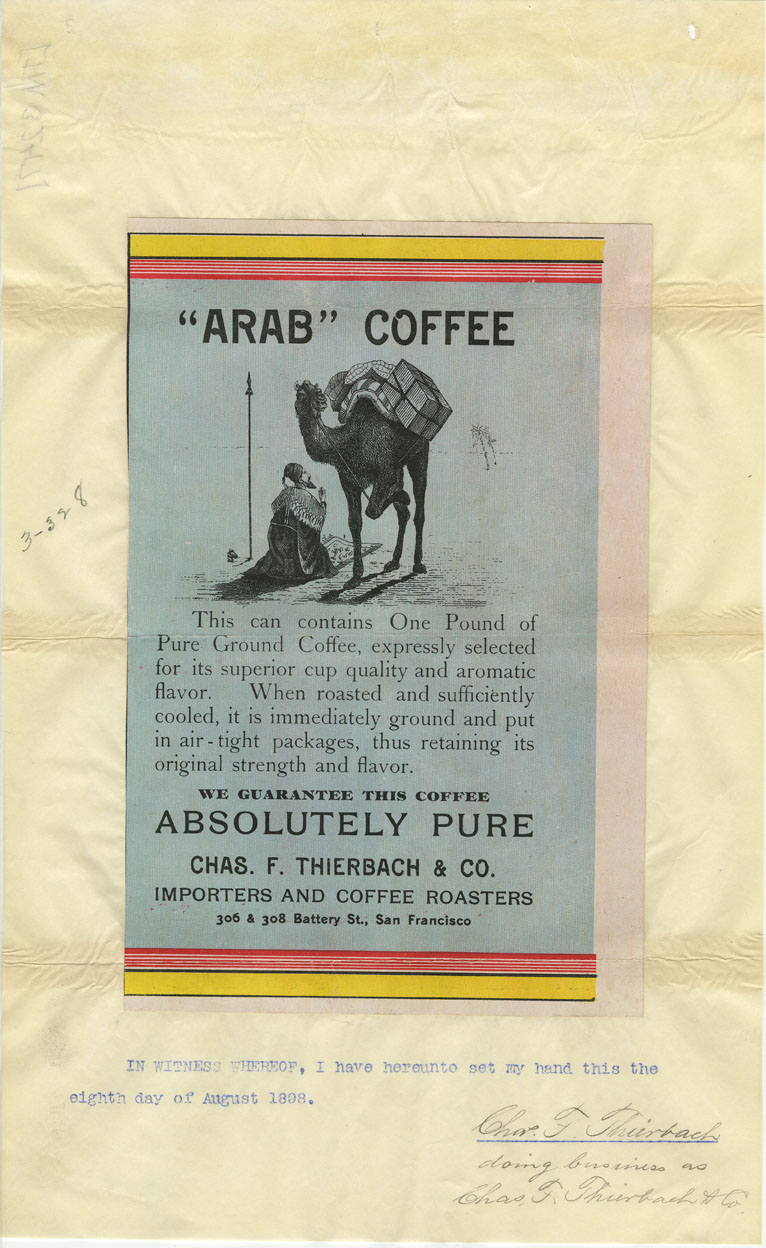 [TM 3247]
"ARAB" COFFEE
3-328
This can contains One Pound of
Pure Ground Coffee, expressly selected
for its superior cup quality and aromatic
flavor. When roasted and sufficiently
cooled, it is immediately ground and put
in air-tight packages, thus retaining its
original strength and flavor.
WE GUARANTEE THIS COFFEE
ABSOLUTELY PURE
CHAS. F. THIERBACH & CO.
IMPORTERS AND COFFEE ROASTERS
306 & 308 Battery St., San Francisco
IN WITNESS WHEREOF, I have hereunto set my hand this the
eighth day of August 1898.
Chas. F. Thierbach
doing business as
Chas. F. Thierbach & Co.